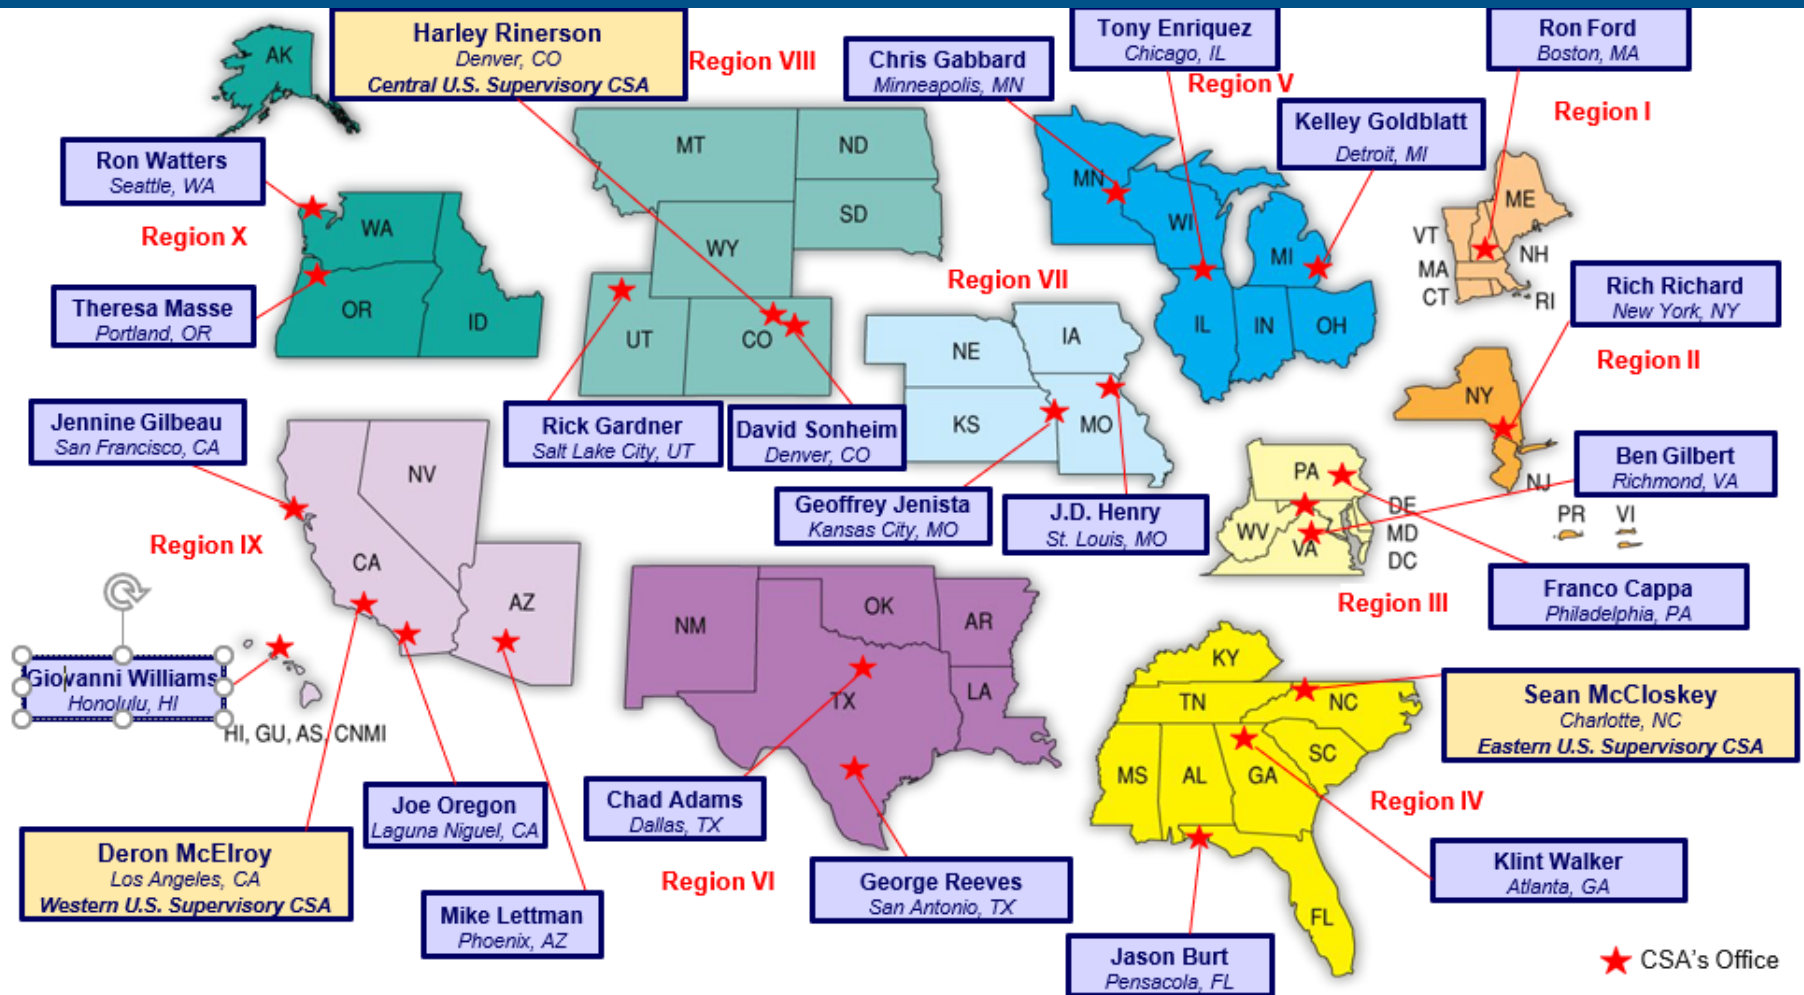 Harley Rinerson
Denver, CO
Central U.S. Supervisory CSA
Region VIII
Chris Gabbard
Minneapolis, MN
Tony Enriquez
Chicago, IL
Region V
Kelley Goldblatt
Detroit, MI
Ron Ford
Boston, MA
Region I
AK
Ron Watters
Seattle, WA
Region X
Theresa Masse
Portland, OR
WA
OR
ID
MT
ND
SD
WY
UT
CO
Region VII
NE
IA
KS
MO
MN
WI
MI
IL
IN
OH
ME
VT
NH
MA
CT
RI
Rich Richard
New York, NY
Region II
NY
NJ
PR
VI
Jennine Gilbeau
San Francisco, CA
Region IX
Rick Gardner
Salt Lake City, UT
David Sonheim
Denver, CO
Geoffrey Jenista
Kansas City, MO
J.D. Henry
St. Louis, MO
Ben Gilbert
Richmond, VA
PA
WV
VA
DE
MD
DC
Franco Cappa
Philadelphia, PA
Region III
NV
CA
AZ
Giovanni Williams
Honolulu, HI
HI, GU, AS, CNMI
NM
OK
AR
TX
LA
KY
TN
NC
SC
MS
AL
GA
FL
Sean McCloskey
Charlotte, NC
Eastern U.S. Supervisory CSA
Region IV
Deron McElroy
Los Angeles, CA
Western U.S. Supervisory CSA
Joe Oregon
Laguna Niguel, CA
Mike Lettman
Phoenix, AZ
Chad Adams
Dallas, TX
Region VI
George Reeves
San Antonio, TX
Klint Walker
Atlanta, GA
Jason Burt
Pensacola, FL
CSA's Office